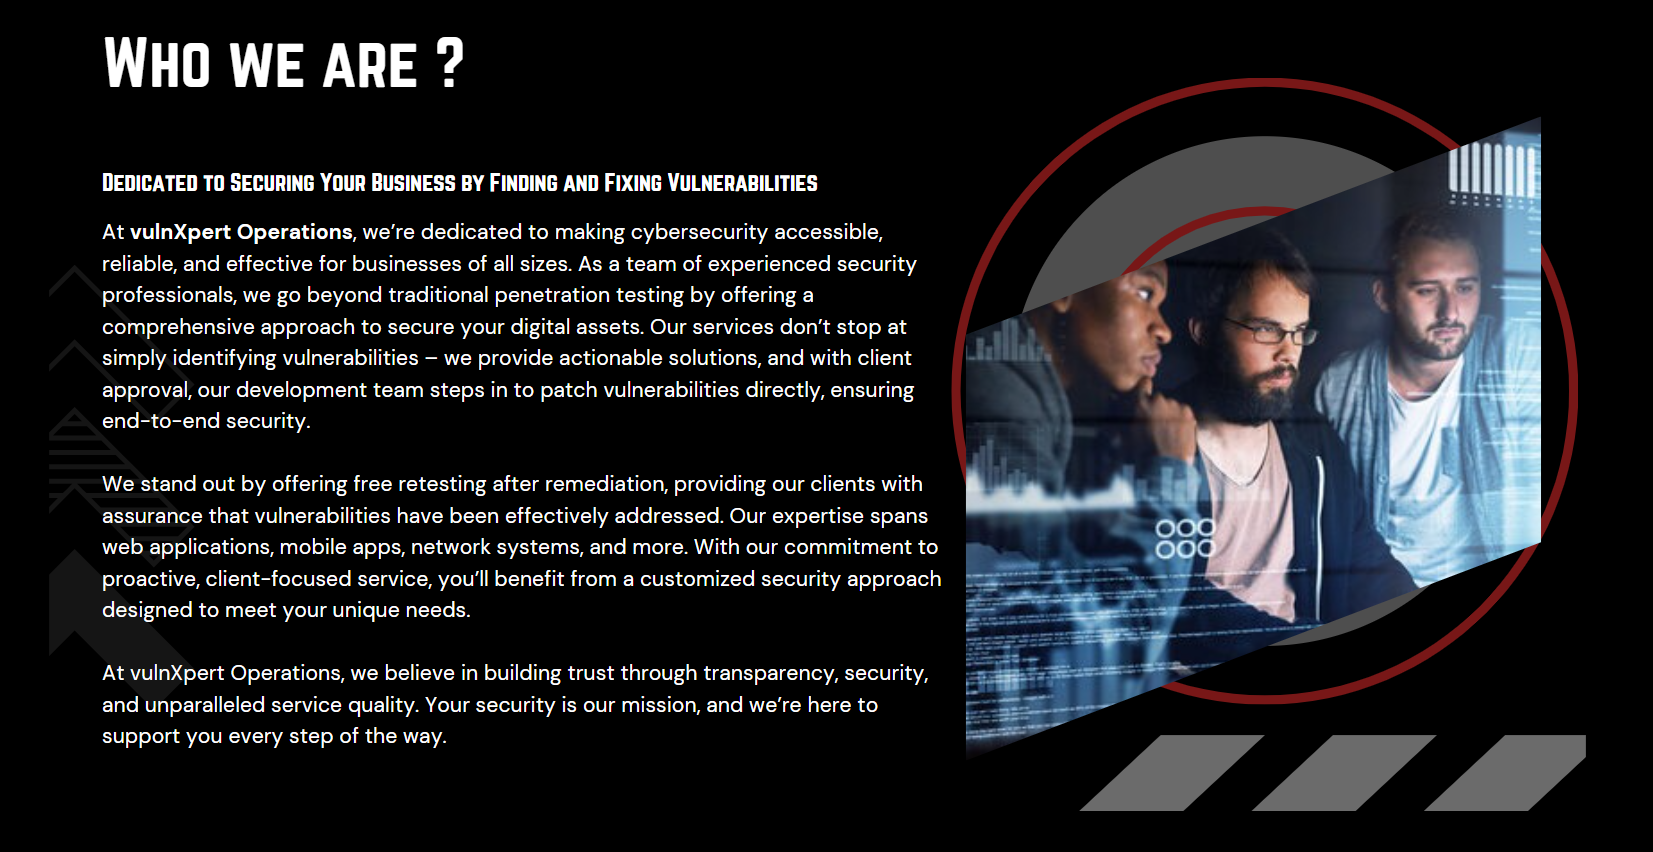 Who we are ?
Dedicated to Securing Your Business by Finding and Fixing Vulnerabilities
At vulnXpert Operations, we’re dedicated to making cybersecurity accessible,
reliable, and effective for businesses of all sizes. As a team of experienced security
professionals, we go beyond traditional penetration testing by offering a
comprehensive approach to secure your digital assets. Our services don’t stop at
simply identifying vulnerabilities – we provide actionable solutions, and with client
approval, our development team steps in to patch vulnerabilities directly, ensuring
end-to-end security.
We stand out by offering free retesting after remediation, providing our clients with
assurance that vulnerabilities have been effectively addressed. Our expertise spans
web applications, mobile apps, network systems, and more. With our commitment to
proactive, client-focused service, you’ll benefit from a customized security approach
designed to meet your unique needs.
At vulnXpert Operations, we believe in building trust through transparency, security,
and unparalleled service quality. Your security is our mission, and we’re here to
support you every step of the way.